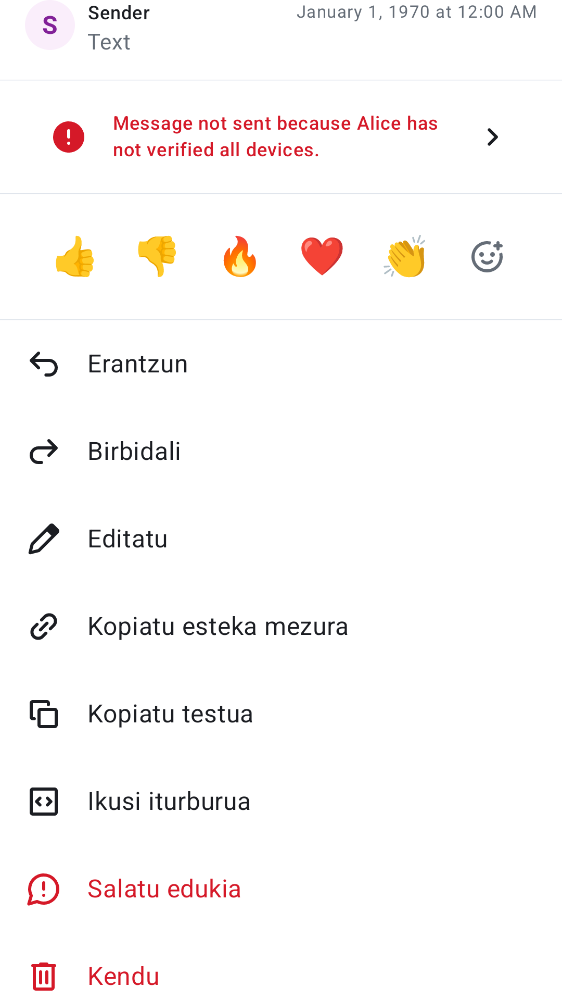 S
Sender
January 1, 1970 at 12:00 AM
Text
Message not sent because Alice has
not verified all devices.
Erantzun
Birbidali
Editatu
Kopiatu esteka mezura
Kopiatu testua
Ikusi iturburua
Salatu edukia
Kendu